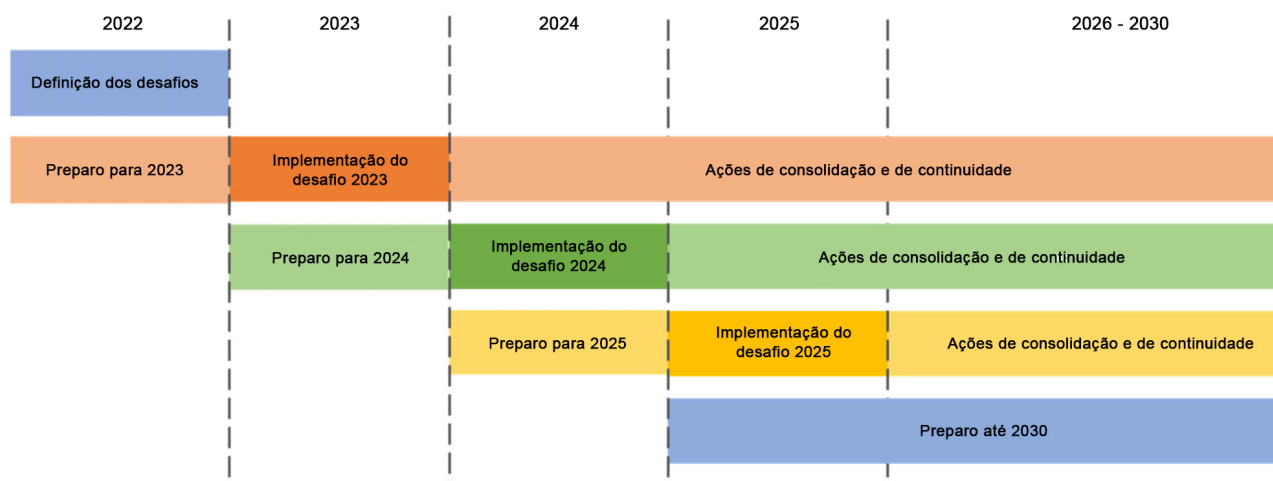 2022
2023
2024
2025
2026 - 2030
Definição dos desafios
Preparo para 2023
Implementação do
desafio 2023
Ações de consolidação e de continuidade
Preparo para 2024
Implementação do
desafio 2024
Ações de consolidação e de continuidade
Preparo para 2025
Implementação do
desafio 2025
Ações de consolidação e de continuidade
Preparo até 2030